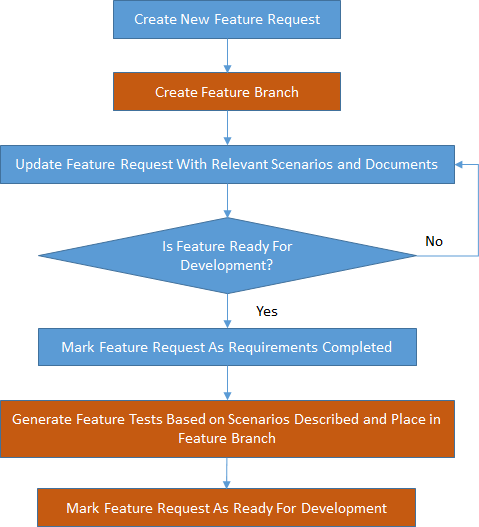 Create New Feature Request
Create Feature Branch
Update Feature Request With Relevant Scenarios and Documents
Is Feature Ready For
Development?
No
Yes
Mark Feature Request As Requirements Completed
Generate Feature Tests Based on Scenarios Described and Place in
Feature Branch
Mark Feature Request As Ready For Development